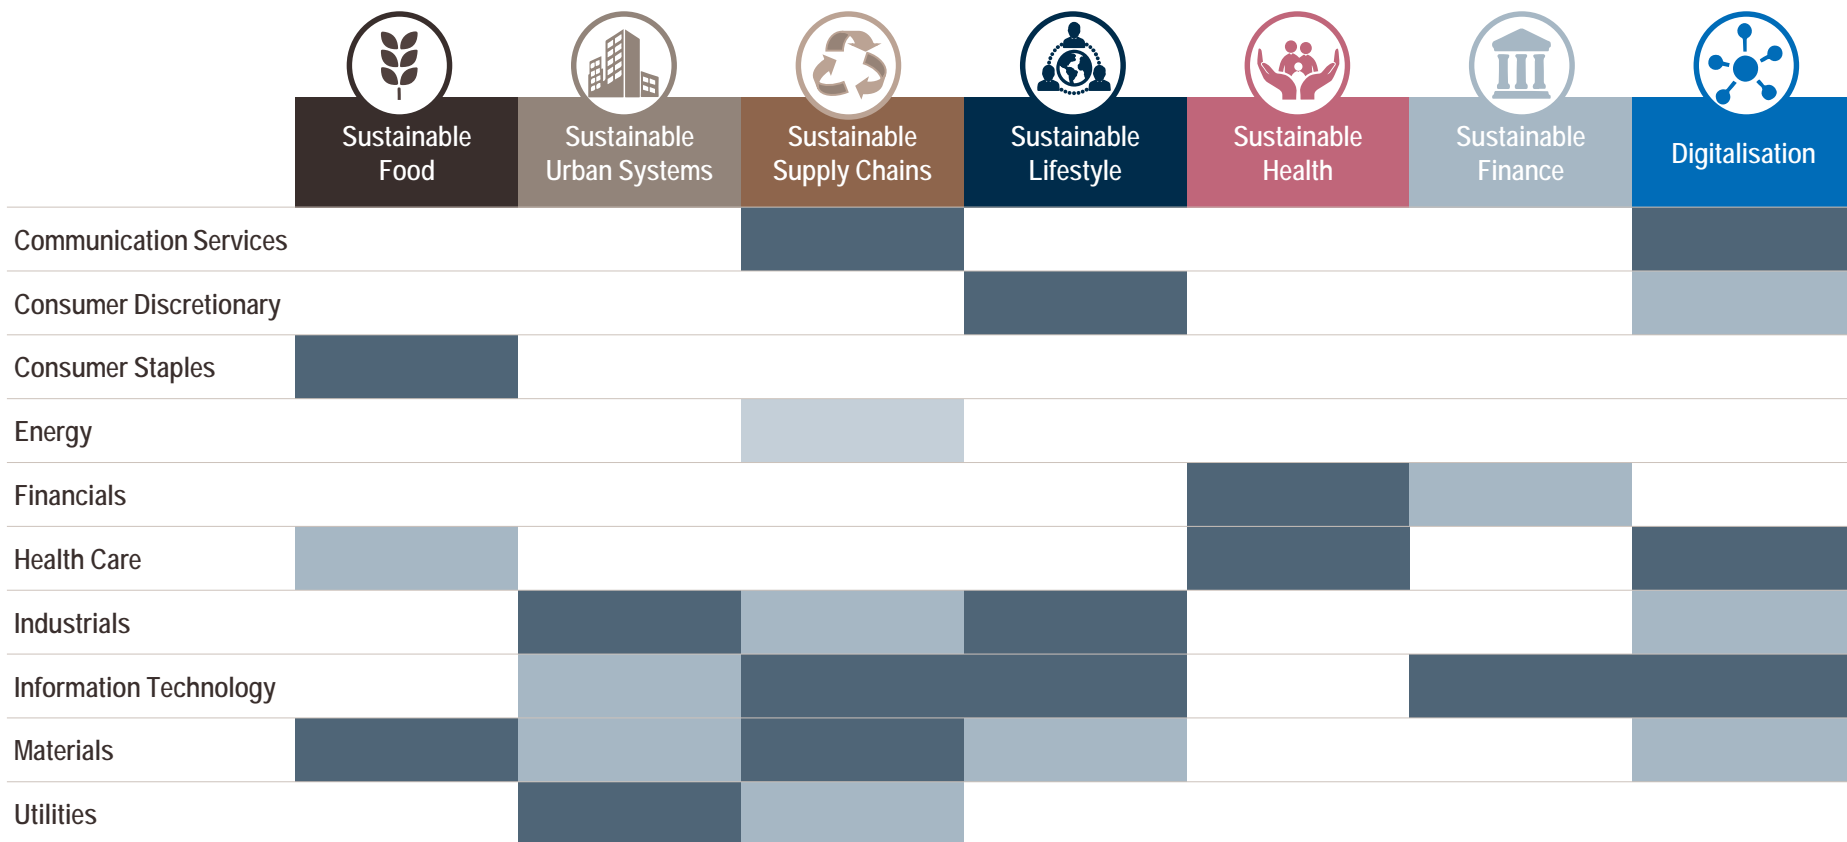 Sustainable
Food
Sustainable
Urban Systems
Sustainable
Supply Chains
Sustainable
Lifestyle
Sustainable
Health
Sustainable
Finance
Digitalisation
Communication Services
Consumer Discretionary
Consumer Staples
Energy
Financials
Health Care
Industrials
Information Technology
Materials
Utilities